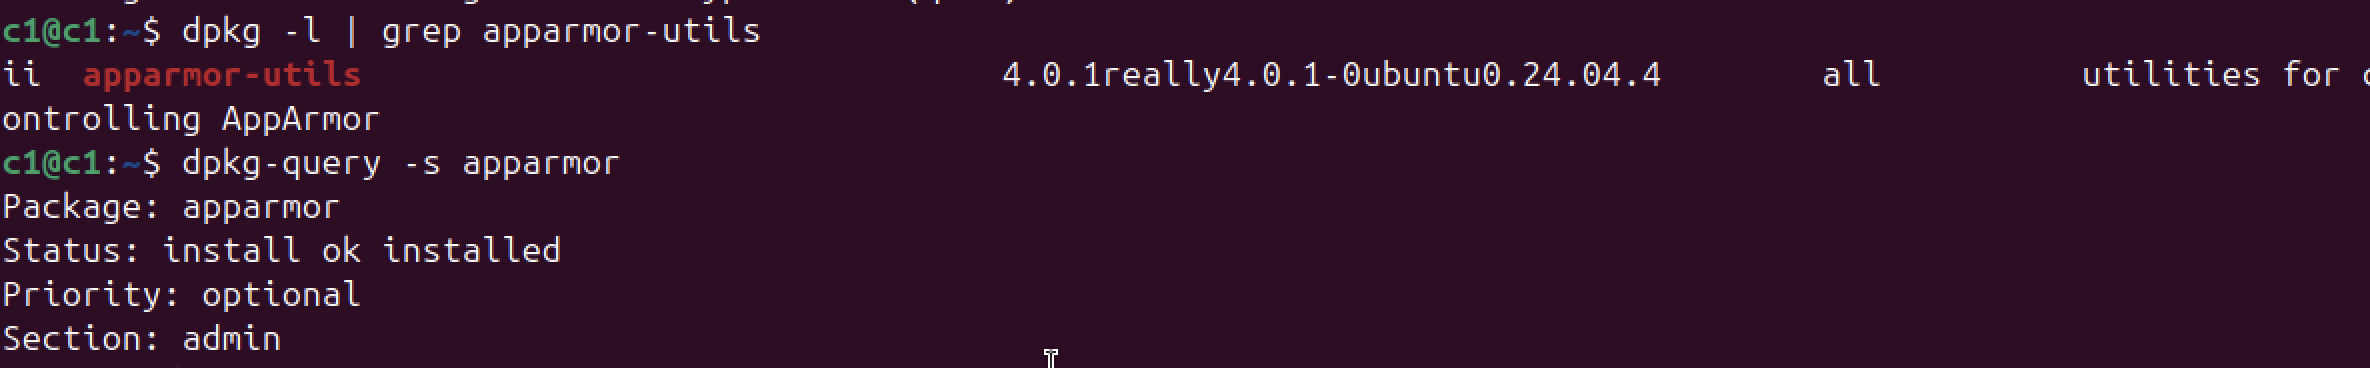 c1@c1:~$ dpkg -l | grep apparmor-utils
ii  apparmor-utils                                4.0.1really4.0.1-0ubuntu0.24.04.4        all          utilities for c
ontrolling AppArmor
c1@c1:~$ dpkg-query -s apparmor
Package: apparmor
Status: install ok installed
Priority: optional
Section: admin